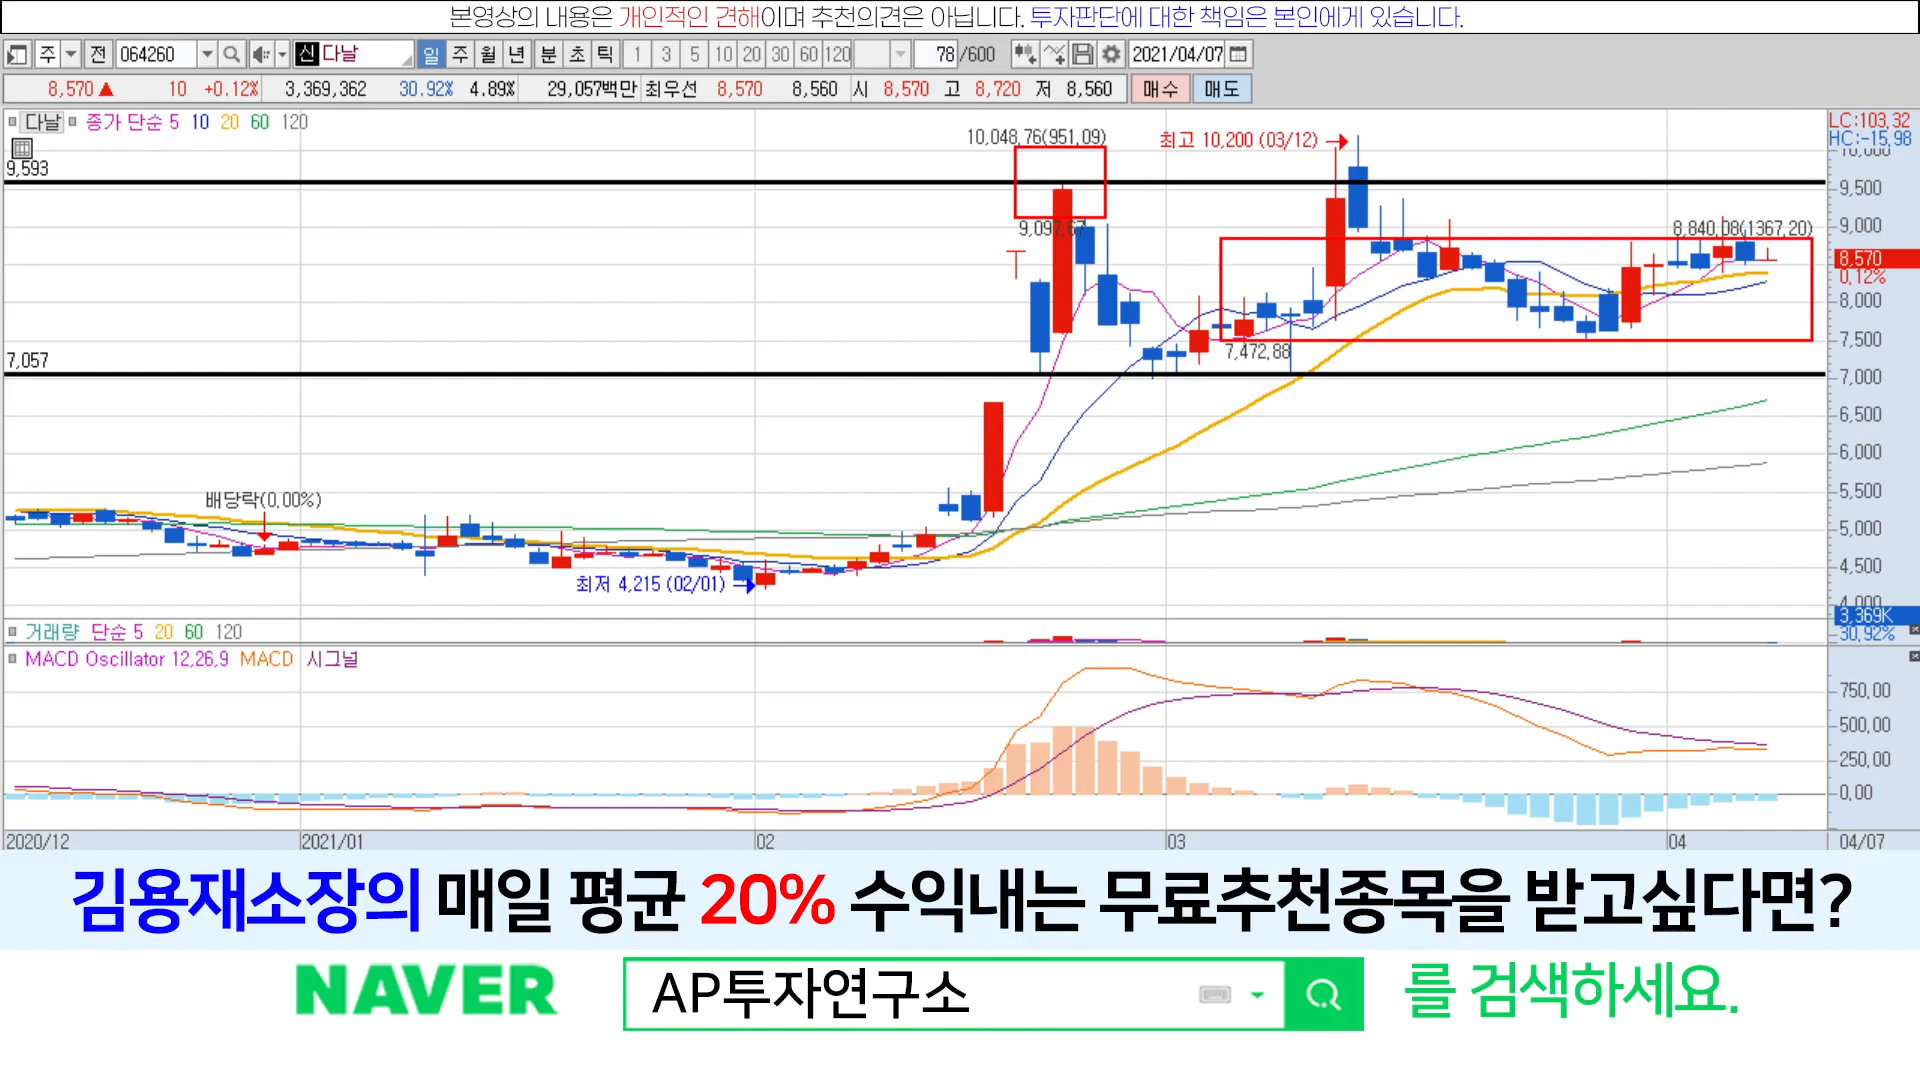 본영상의 내용은 개인적인 견해이며 추천의견은 아닙니다. 투자판단에 대한 책임은 본인에게 있습니다.
주 전 064260 신 다날 일 주 월 년 분 초 틱 1 3 5 10 20 30 60 120 78 /600 2021/04/07
8,570 ▲ 10 +0.12% 3,369,362 30.92% 4.89% 29,057백만 최우선 8,570 8,560 시 8,570 고 8,720 저 8,560 매수 매도
다날 종가 단순 5 10 20 60 120
LC:103.32
HC:-15.98
10,048.76(951.09)
최고 10,200 (03/12)
10,000
9,593
9,500
9,097.67
8,840.08(1367.20)
9,000
8,570
0.12%
8,000
7,472.88
7,500
7,057
7,000
6,500
6,000
배당락(0.00%)
5,500
5,000
4,500
최저 4,215 (02/01)
4,000
3,369K
거래량 단순 5 20 60 120
30.92%
MACD Oscillator 12,26,9 MACD 시그널
750.00
500.00
250.00
0.00
2020/12 2021/01 02 03 04 04/07
김용재소장의 매일 평균 20% 수익내는 무료추천종목을 받고싶다면?
NAVER AP투자연구소 를 검색하세요.